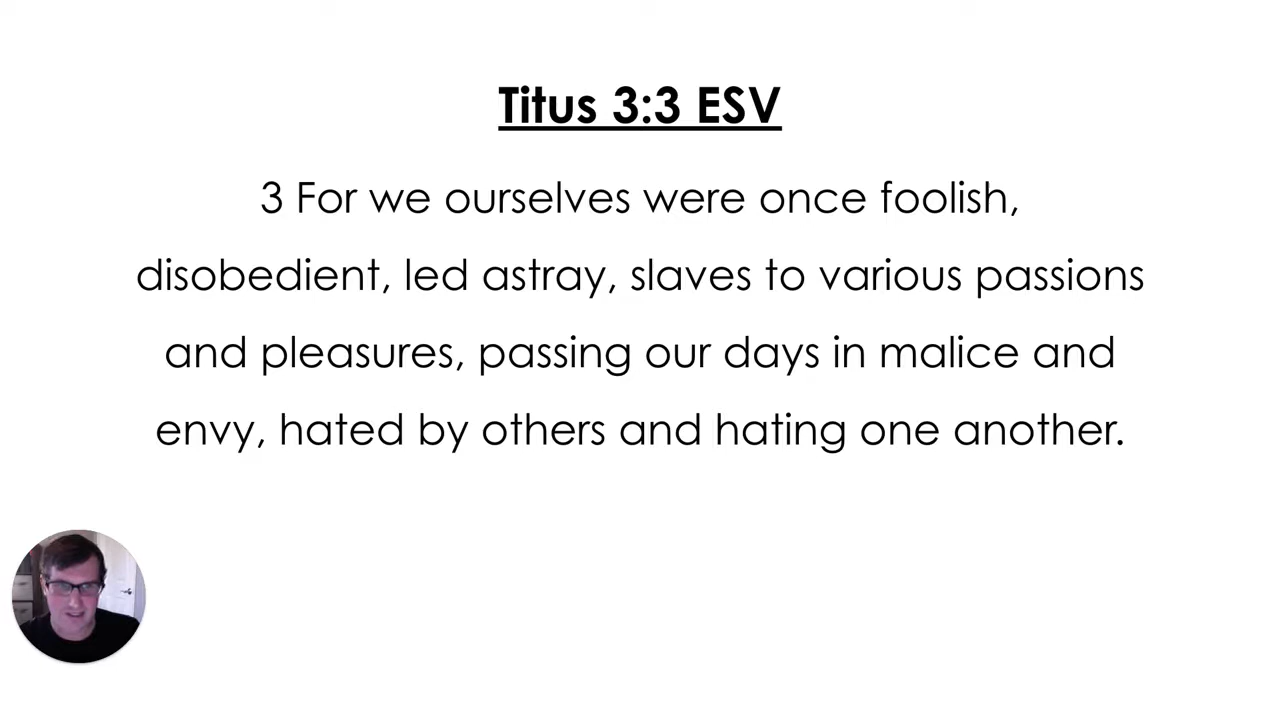 Titus 3:3 ESV
3 For we ourselves were once foolish,
disobedient, led astray, slaves to various passions
and pleasures, passing our days in malice and
envy, hated by others and hating one another.